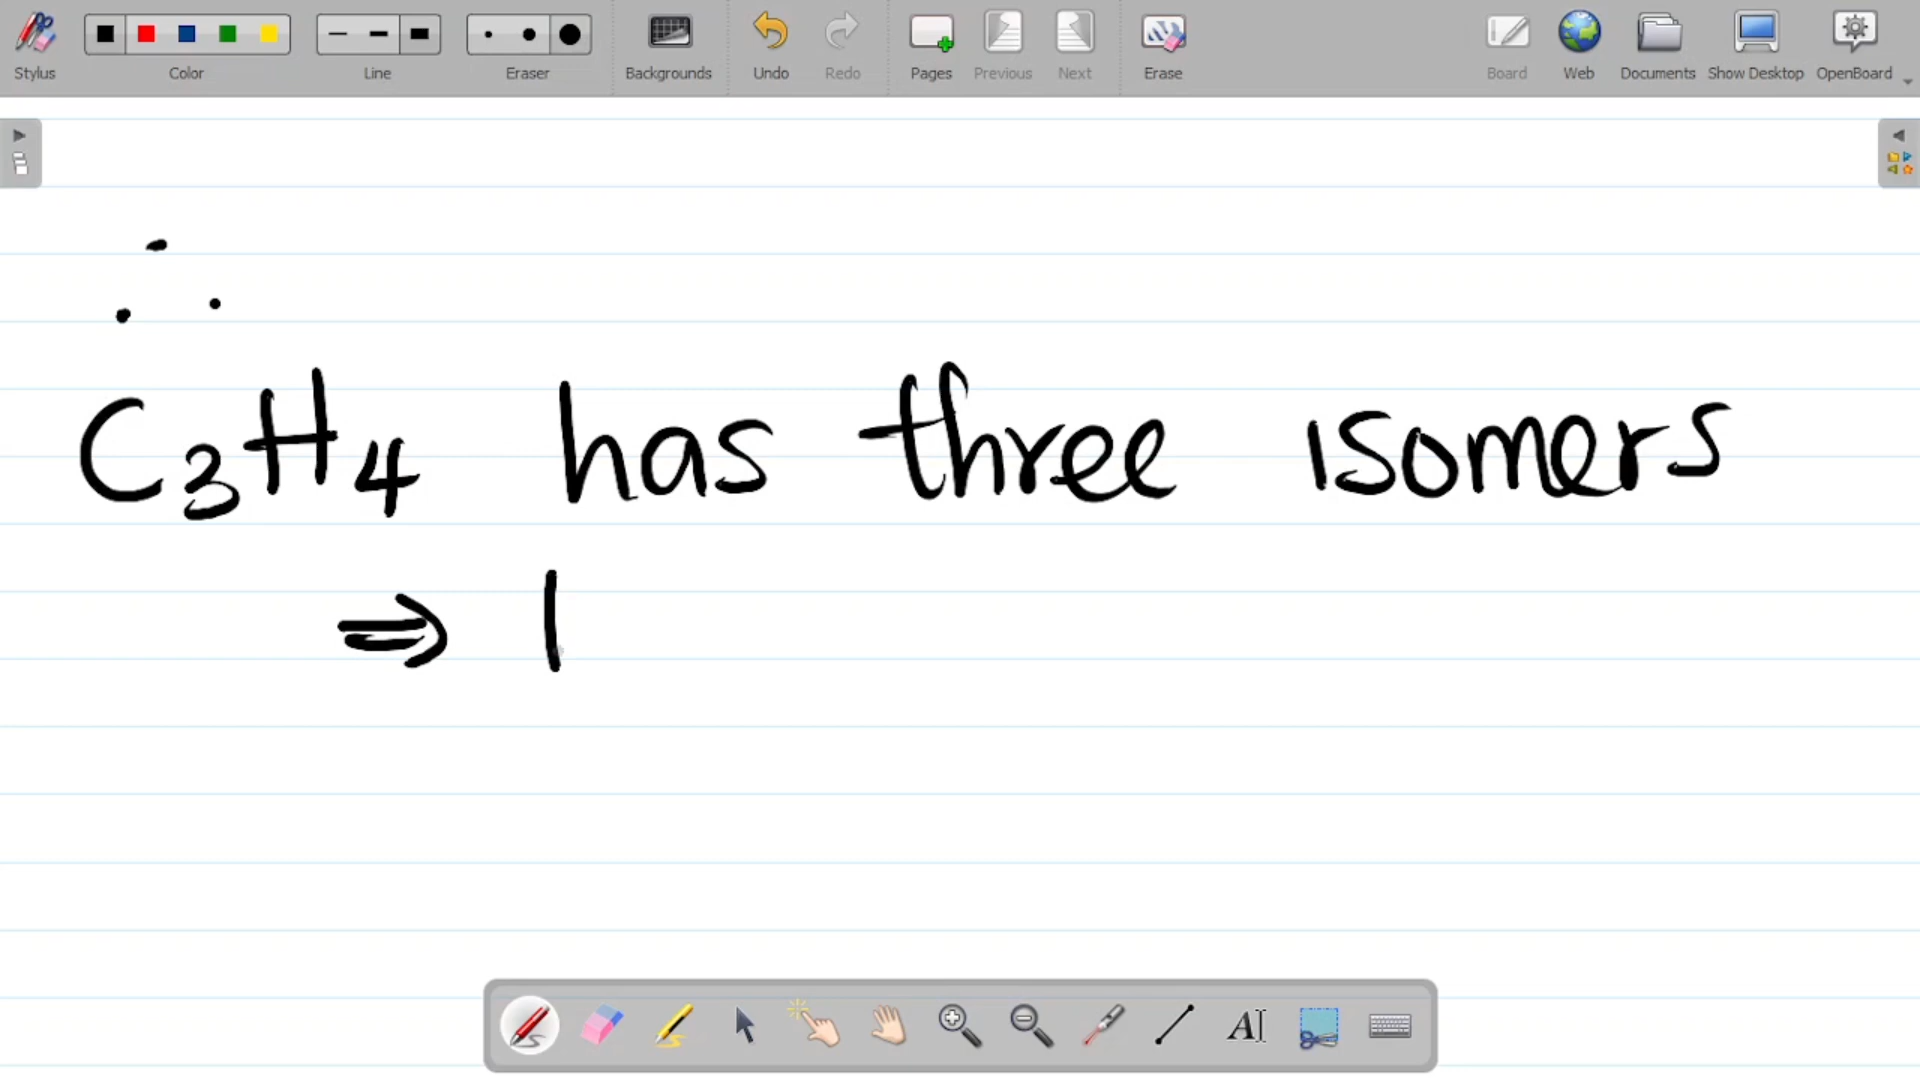 Stylus Color Line Eraser Backgrounds Undo Redo Pages Previous Next Erase Board Web Documents Show Desktop OpenBoard
∴
C₃H₄ has three isomers
⇒ 1